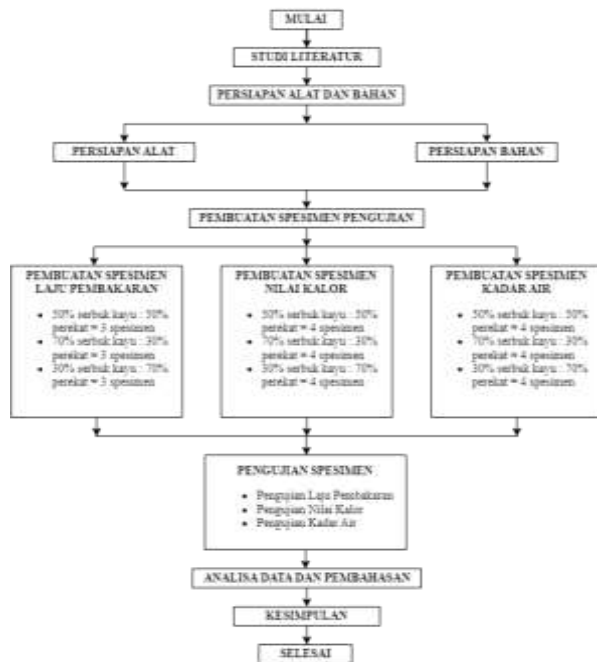 MULAI
STUDI LITERATUR
PERSIAPAN ALAT DAN BAHAN
PERSIAPAN ALAT
PERSIAPAN BAHAN
PEMBUATAN SPESIMEN PENGUJIAN
PEMBUATAN SPESIMEN
LAJU PEMBAKARAN
• 50% serbuk kayu : 50%
perekat = 3 spesimen
• 70% serbuk kayu : 30%
perekat = 3 spesimen
• 30% serbuk kayu : 70%
perekat = 3 spesimen
PEMBUATAN SPESIMEN
NILAI KALOR
• 50% serbuk kayu : 50%
perekat = 4 spesimen
• 70% serbuk kayu : 30%
perekat = 4 spesimen
• 30% serbuk kayu : 70%
perekat = 4 spesimen
PEMBUATAN SPESIMEN
KADAR AIR
• 50% serbuk kayu : 50%
perekat = 4 spesimen
• 70% serbuk kayu : 30%
perekat = 4 spesimen
• 30% serbuk kayu : 70%
perekat = 4 spesimen
PENGUJIAN SPESIMEN
• Pengujian Laju Pembakaran
• Pengujian Nilai Kalor
• Pengujian Kadar Air
ANALISA DATA DAN PEMBAHASAN
KESIMPULAN
SELESAI